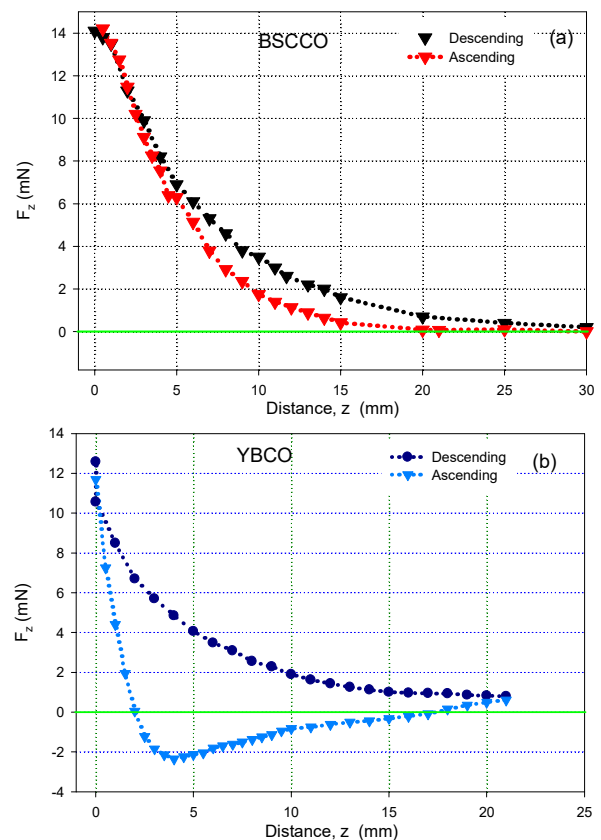 BSCCO
(a)
Descending
Ascending
14
12
10
8
6
4
2
0
F_z (mN)
0 5 10 15 20 25 30
Distance, z (mm)
YBCO
(b)
Descending
Ascending
14
12
10
8
6
4
2
0
-2
-4
F_z (mN)
0 5 10 15 20 25
Distance, z (mm)